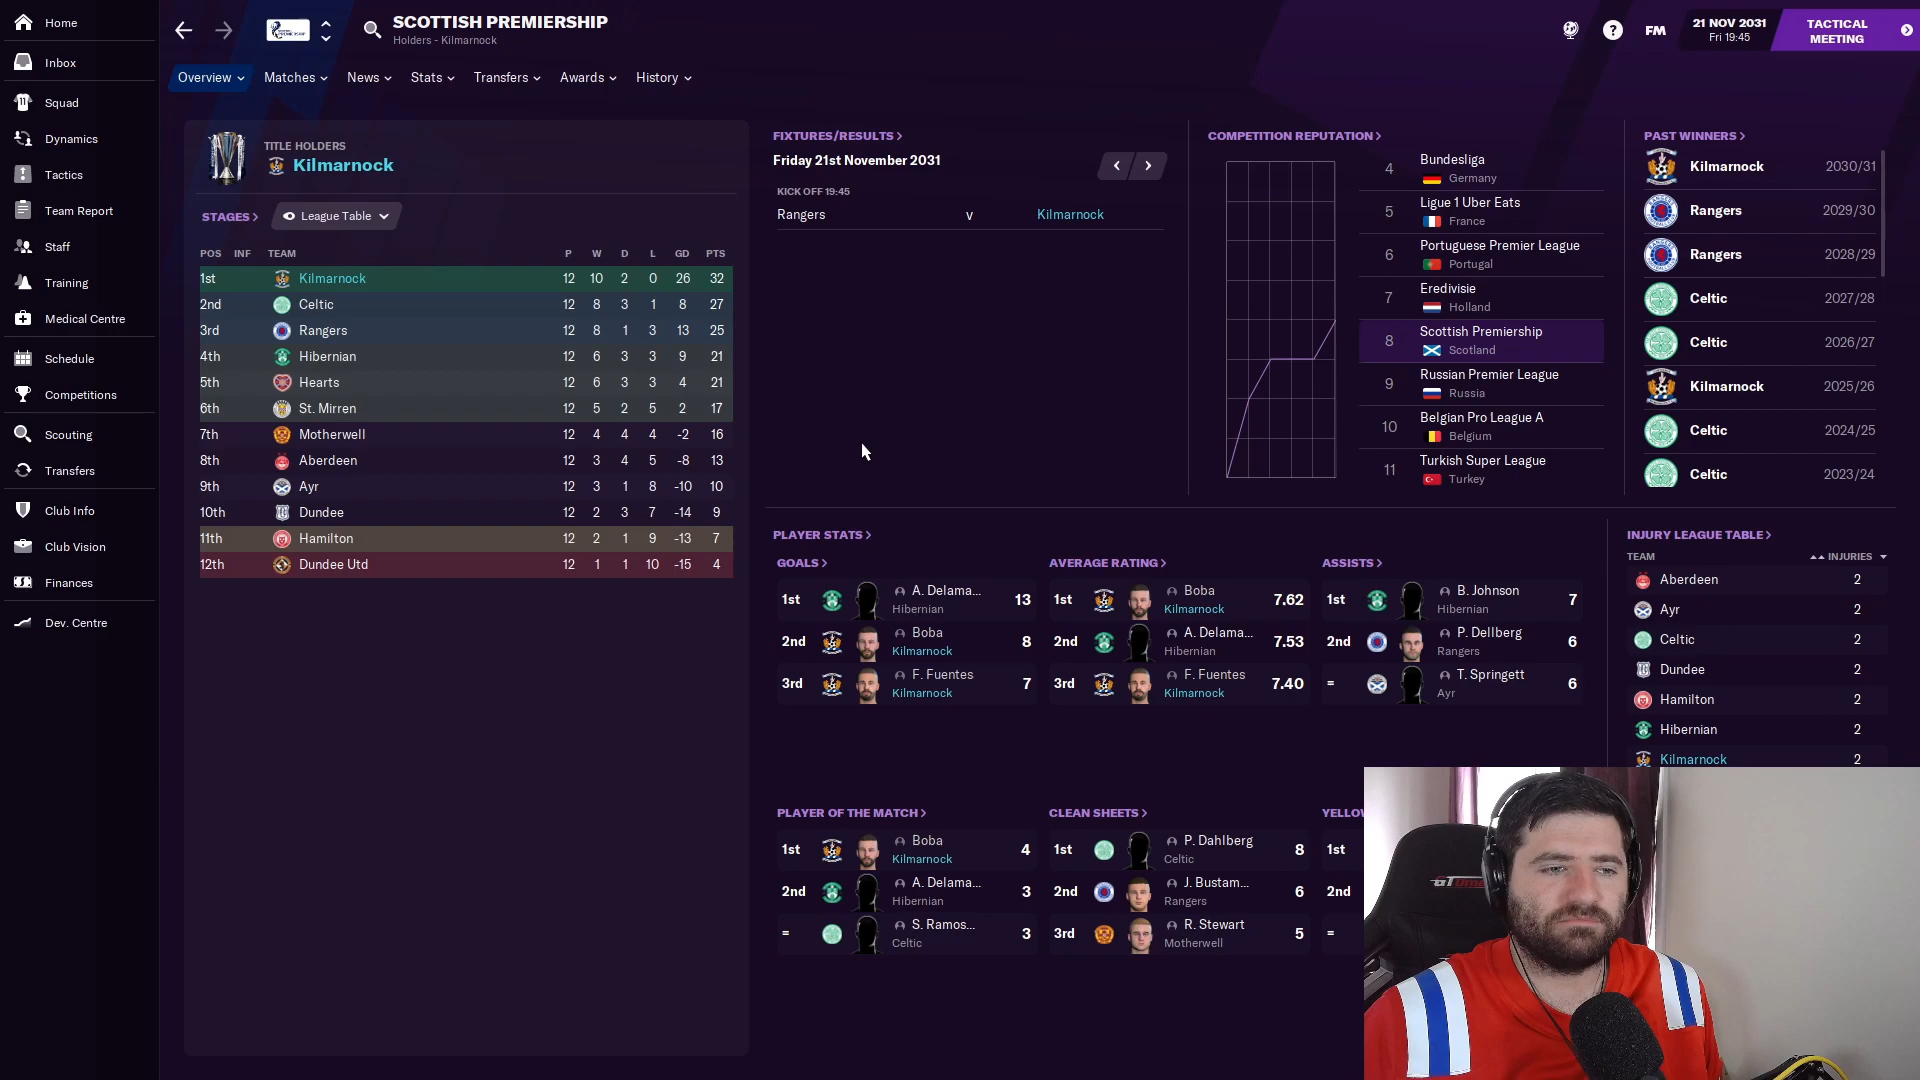 Home
Inbox
Squad
Dynamics
Tactics
Team Report
Staff
Training
Medical Centre
Schedule
Competitions
Scouting
Transfers
Club Info
Club Vision
Finances
Dev. Centre
SCOTTISH PREMIERSHIP
Holders - Kilmarnock
FM
21 NOV 2031
Fri 19:45
TACTICAL
MEETING
Overview Matches News Stats Transfers Awards History
TITLE HOLDERS
Kilmarnock
STAGES League Table
POS INF TEAM P W D L GD PTS
1st Kilmarnock 12 10 2 0 26 32
2nd Celtic 12 8 3 1 8 27
3rd Rangers 12 8 1 3 13 25
4th Hibernian 12 6 3 3 9 21
5th Hearts 12 6 3 3 4 21
6th St. Mirren 12 5 2 5 2 17
7th Motherwell 12 4 4 4 -2 16
8th Aberdeen 12 3 4 5 -8 13
9th Ayr 12 3 1 8 -10 10
10th Dundee 12 2 3 7 -14 9
11th Hamilton 12 2 1 9 -13 7
12th Dundee Utd 12 1 1 10 -15 4
FIXTURES/RESULTS
Friday 21st November 2031
KICK OFF 19:45
Rangers v Kilmarnock
COMPETITION REPUTATION
4 Bundesliga
Germany
5 Ligue 1 Uber Eats
France
6 Portuguese Premier League
Portugal
7 Eredivisie
Holland
8 Scottish Premiership
Scotland
9 Russian Premier League
Russia
10 Belgian Pro League A
Belgium
11 Turkish Super League
Turkey
PAST WINNERS
Kilmarnock 2030/31
Rangers 2029/30
Rangers 2028/29
Celtic 2027/28
Celtic 2026/27
Kilmarnock 2025/26
Celtic 2024/25
Celtic 2023/24
PLAYER STATS
GOALS
1st A. Delama... 13
Hibernian
2nd Boba 8
Kilmarnock
3rd F. Fuentes 7
Kilmarnock
AVERAGE RATING
1st Boba 7.62
Kilmarnock
2nd A. Delama... 7.53
Hibernian
3rd F. Fuentes 7.40
Kilmarnock
ASSISTS
1st B. Johnson 7
Hibernian
2nd P. Dellberg 6
Rangers
= T. Springett 6
Ayr
INJURY LEAGUE TABLE
TEAM INJURIES
Aberdeen 2
Ayr 2
Celtic 2
Dundee 2
Hamilton 2
Hibernian 2
Kilmarnock 2
PLAYER OF THE MATCH
1st Boba 4
Kilmarnock
2nd A. Delama... 3
Hibernian
= S. Ramos... 3
Celtic
CLEAN SHEETS
1st P. Dahlberg 8
Celtic
2nd J. Bustam... 6
Rangers
3rd R. Stewart 5
Motherwell
YELLOW
1st
2nd
=